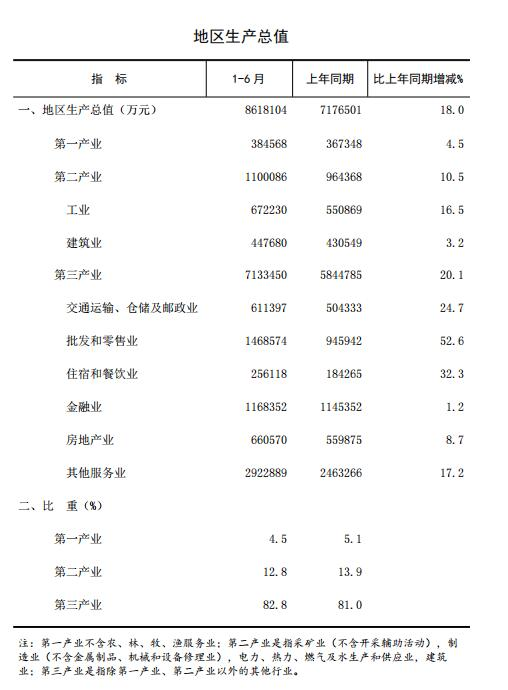 地区生产总值
指 标 1-6月 上年同期 比上年同期增减%
一、地区生产总值（万元） 8618104 7176501 18.0
第一产业 384568 367348 4.5
第二产业 1100086 964368 10.5
工业 672230 550869 16.5
建筑业 447680 430549 3.2
第三产业 7133450 5844785 20.1
交通运输、仓储及邮政业 611397 504333 24.7
批发和零售业 1468574 945942 52.6
住宿和餐饮业 256118 184265 32.3
金融业 1168352 1145352 1.2
房地产业 660570 559875 8.7
其他服务业 2922889 2463266 17.2
二、比 重（%）
第一产业 4.5 5.1
第二产业 12.8 13.9
第三产业 82.8 81.0
注：第一产业不含农、林、牧、渔服务业；第二产业是指采矿业（不含开采辅助活动），制
造业（不含金属制品、机械和设备修理业），电力、热力、燃气及水生产和供应业，建筑
业；第三产业是指除第一产业、第二产业以外的其他行业。